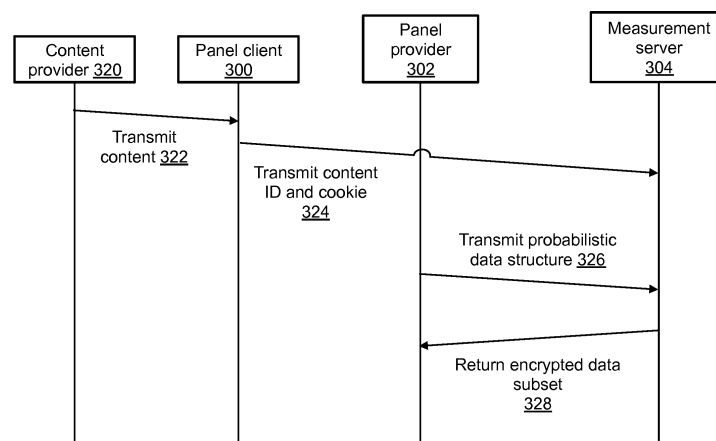 Content
provider 320
Panel client
300
Panel
provider
302
Measurement
server
304
Transmit
content 322
Transmit content
ID and cookie
324
Transmit probabilistic
data structure 326
Return encrypted data
subset
328